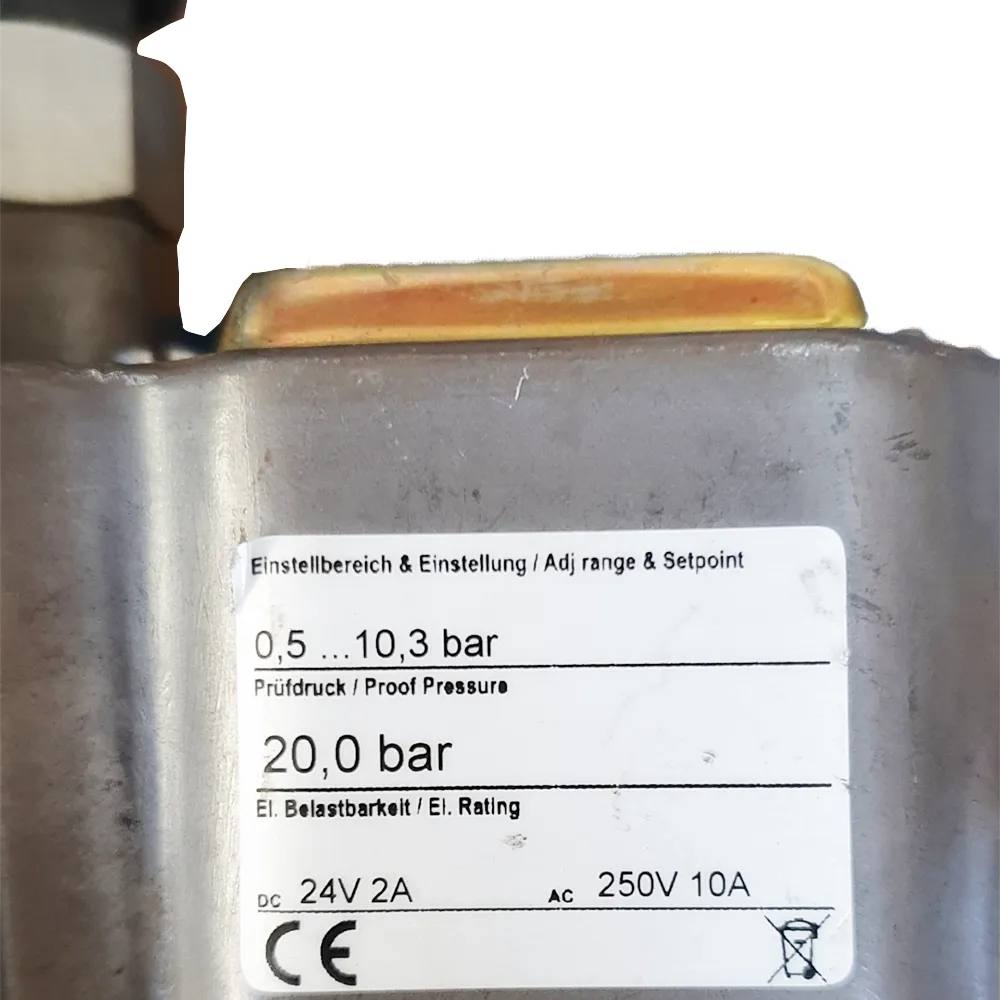 Einstellbereich & Einstellung / Adj range & Setpoint
0,5 ...10,3 bar
Prüfdruck / Proof Pressure
20,0 bar
El. Belastbarkeit / El. Rating
DC 24V 2A AC 250V 10A
CE